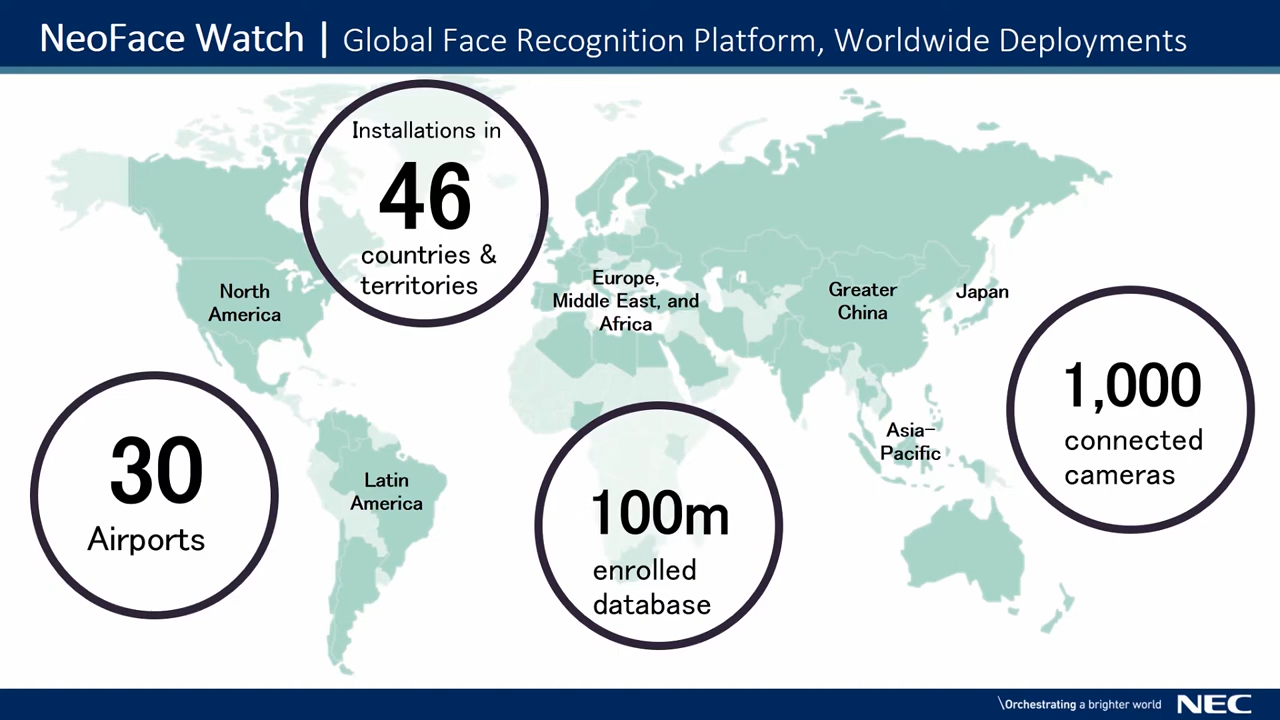 NeoFace Watch | Global Face Recognition Platform, Worldwide Deployments
Installations in
46
countries &
territories
North
America
Europe,
Middle East, and
Africa
Greater
China
Japan
1,000
connected
cameras
30
Airports
Latin
America
100m
enrolled
database
Asia-
Pacific
\Orchestrating a brighter world
NEC